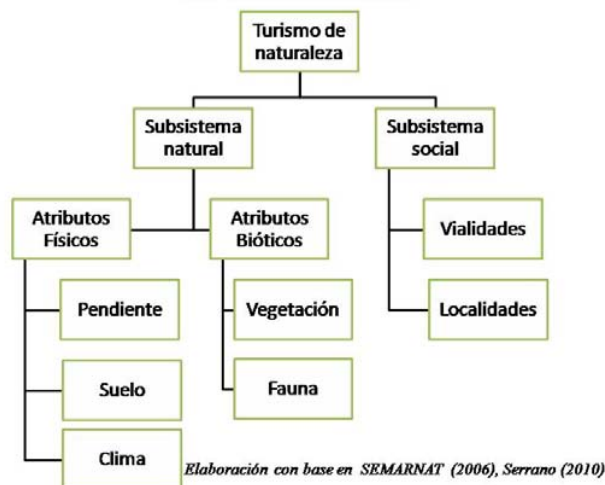 Turismo de
naturaleza
Subsistema
natural
Subsistema
social
Atributos
Físicos
Atributos
Bióticos
Vialidades
Pendiente
Vegetación
Localidades
Suelo
Fauna
Clima
Elaboración con base en SEMARNAT (2006), Serrano (2010)